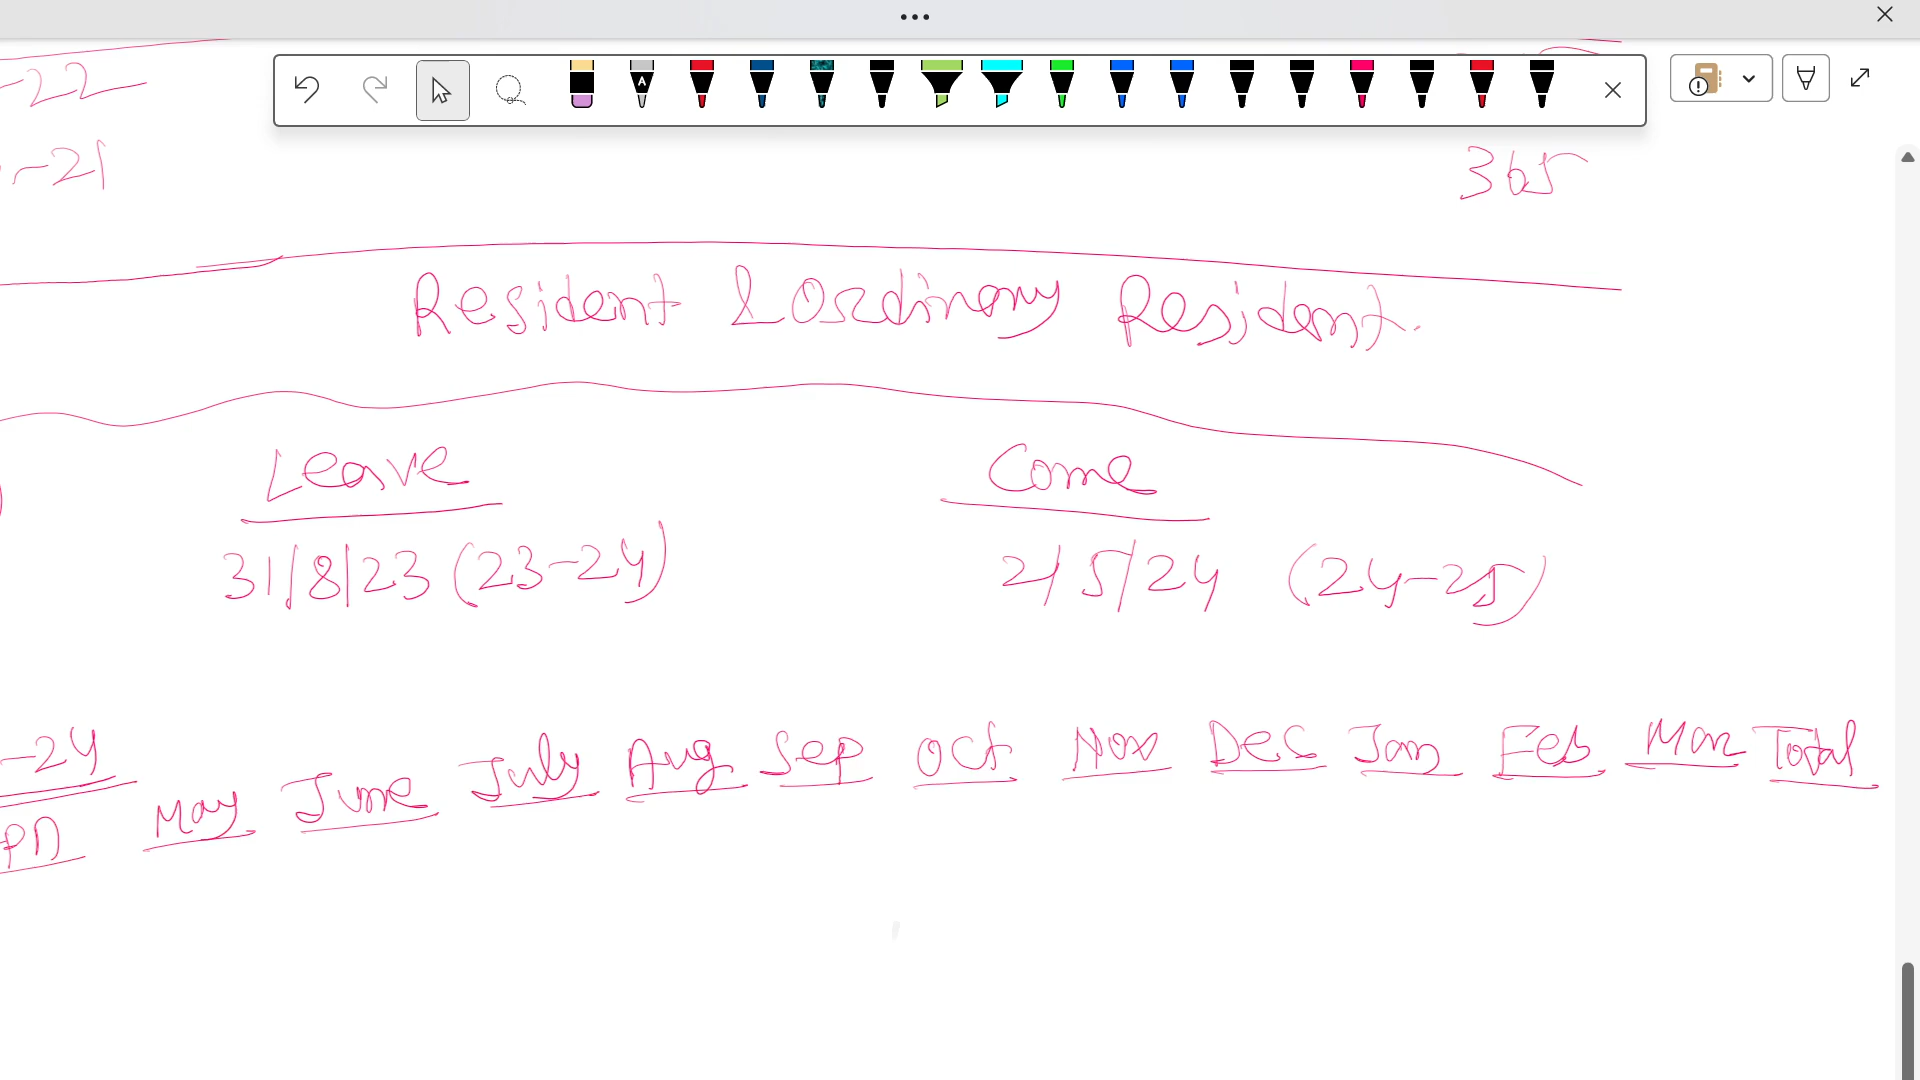 -22
-21
365
Resident & Ordinary Resident.
Leave Come
31/8/23 (23-24) 2/5/24 (24-25)
-24
May June July Aug Sep Oct Nov Dec Jan Feb Mar Total